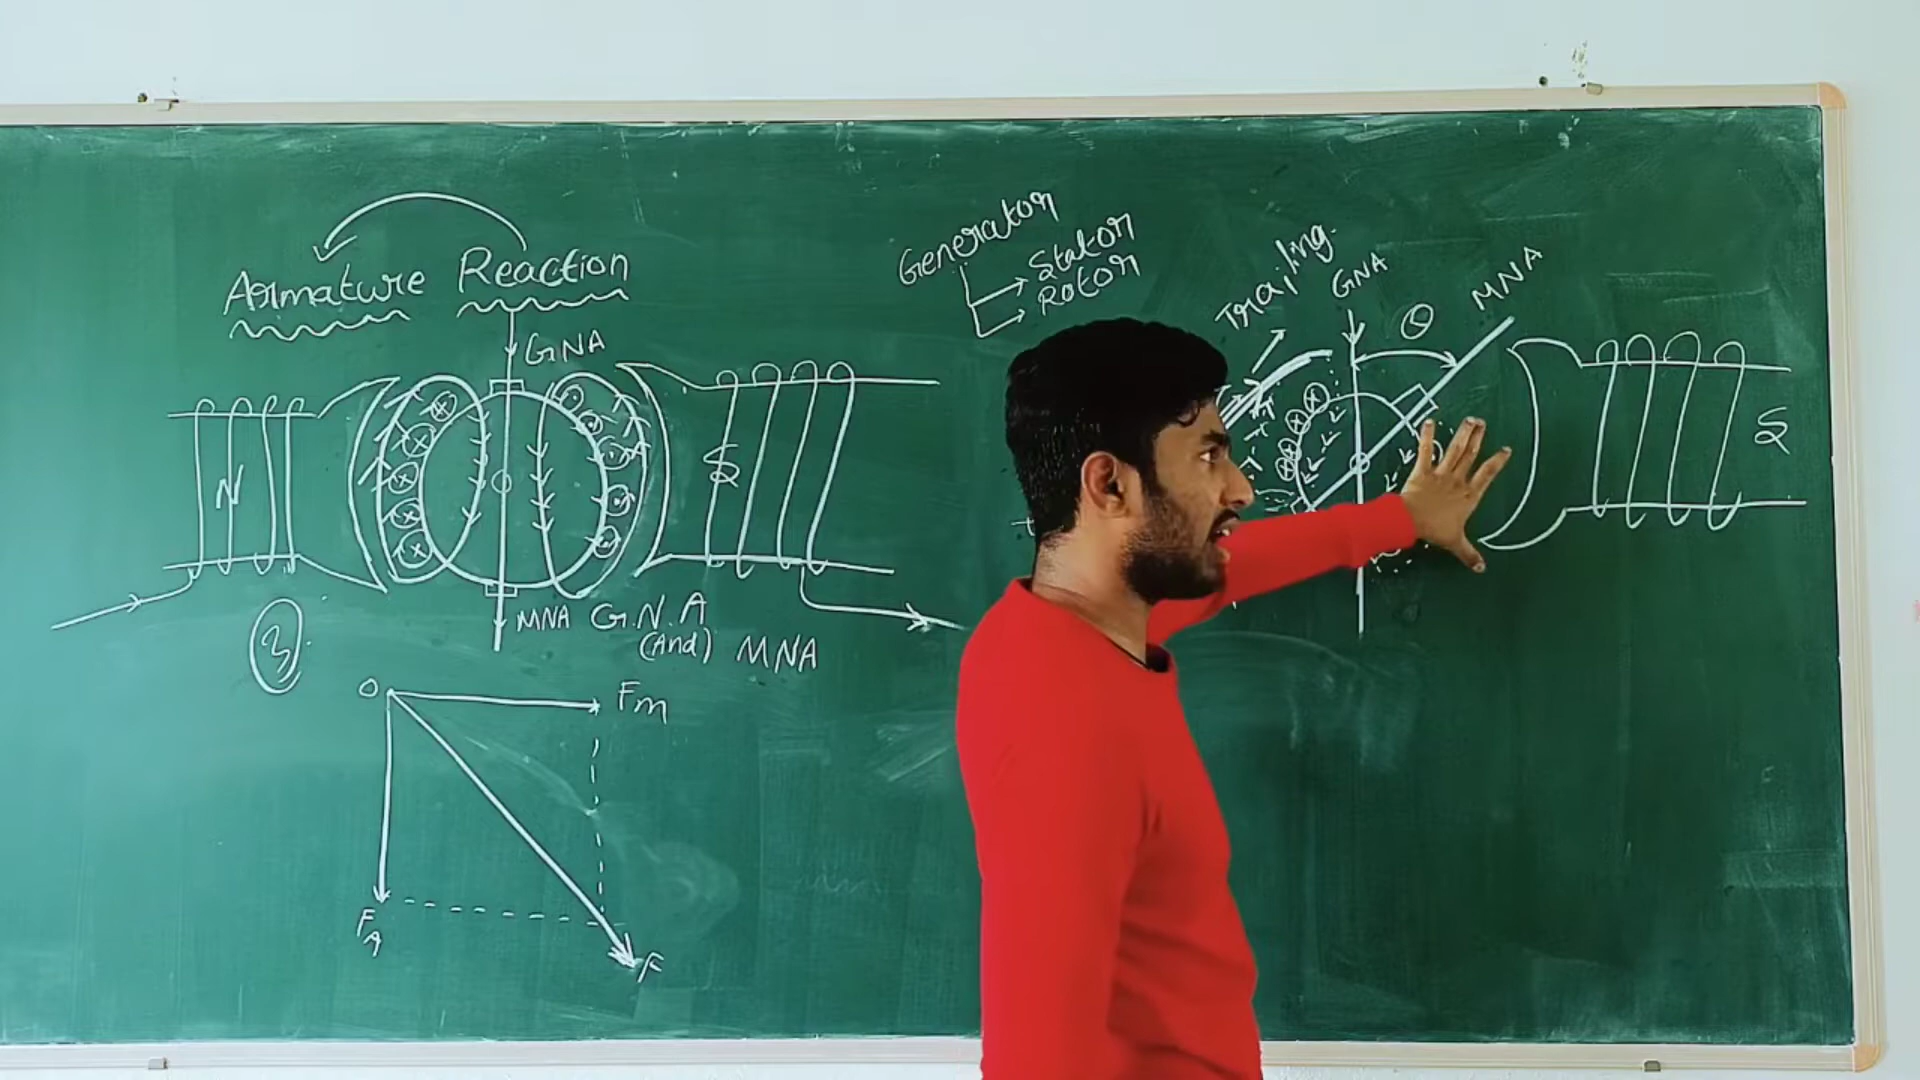 Armature Reaction
GNA
N
S
MNA G.N.A
(And) MNA
3
O
Fm
FA
F
Generator
Stator
Rotor
Trailing.
GNA
θ
MNA
S